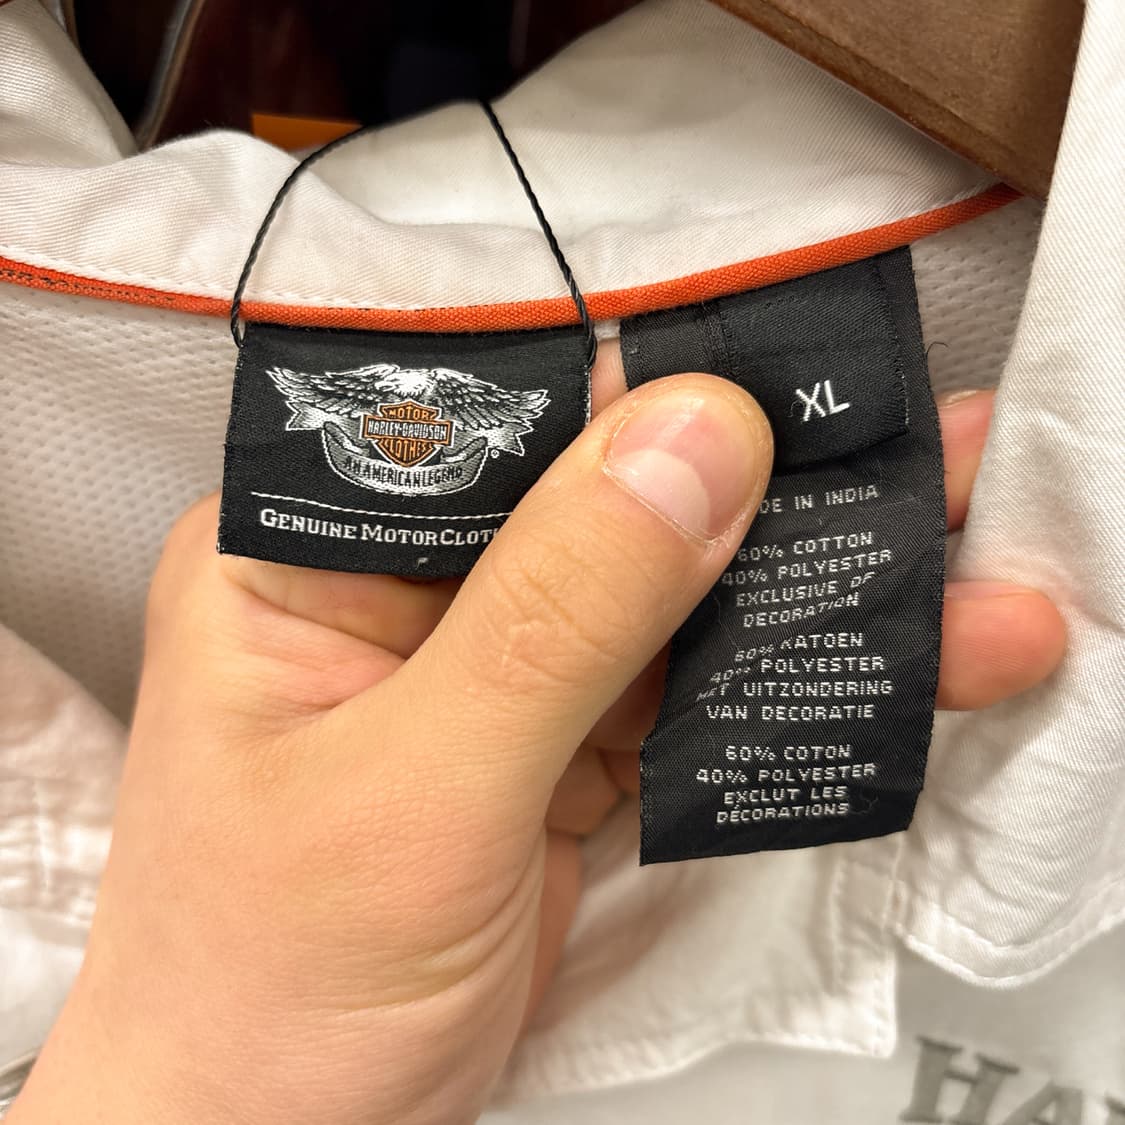 MOTOR
HARLEY-DAVIDSON
CLOTHES
AN AMERICAN LEGEND
®
GENUINE MOTORCLOT
XL
DE IN INDIA
60% COTTON
40% POLYESTER
EXCLUSIVE OF
DECORATION
60% KATOEN
40% POLYESTER
MET UITZONDERING
VAN DECORATIE
60% COTON
40% POLYESTER
EXCLUT LES
DÉCORATIONS
HA